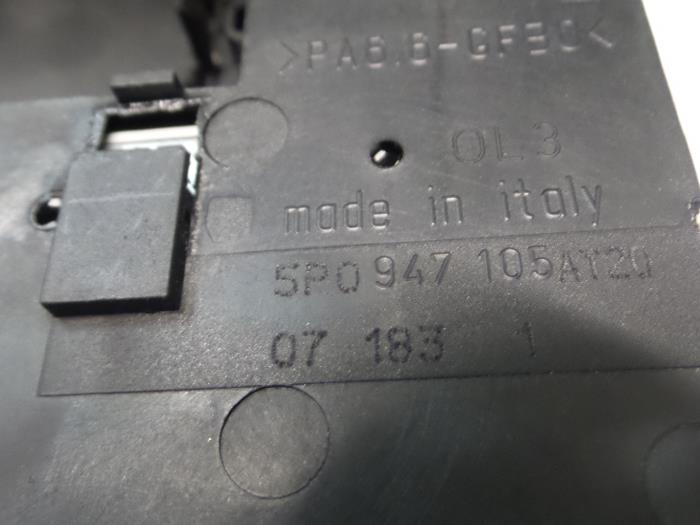 >PA6.6-GF30<
OL3
made in italy
5P0 947 105AT20
07 183 1